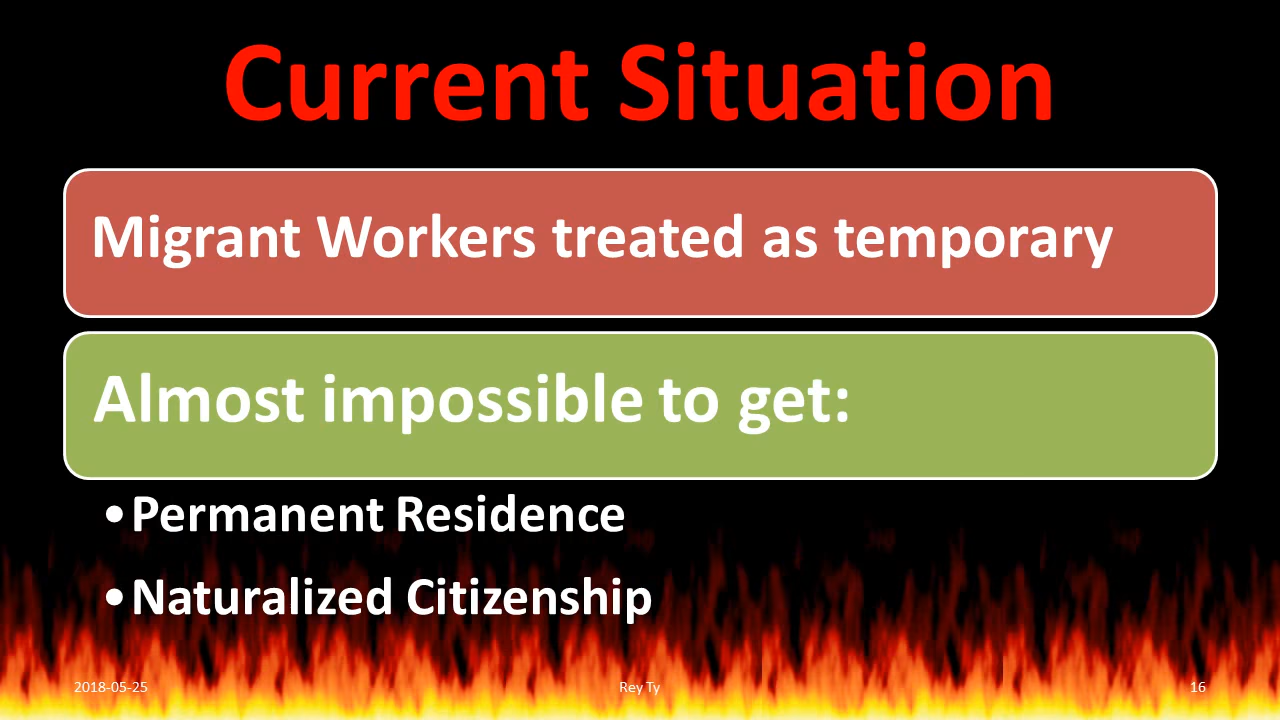 Current Situation
Migrant Workers treated as temporary
Almost impossible to get:
•Permanent Residence
•Naturalized Citizenship
2018-05-25
Rey Ty
16